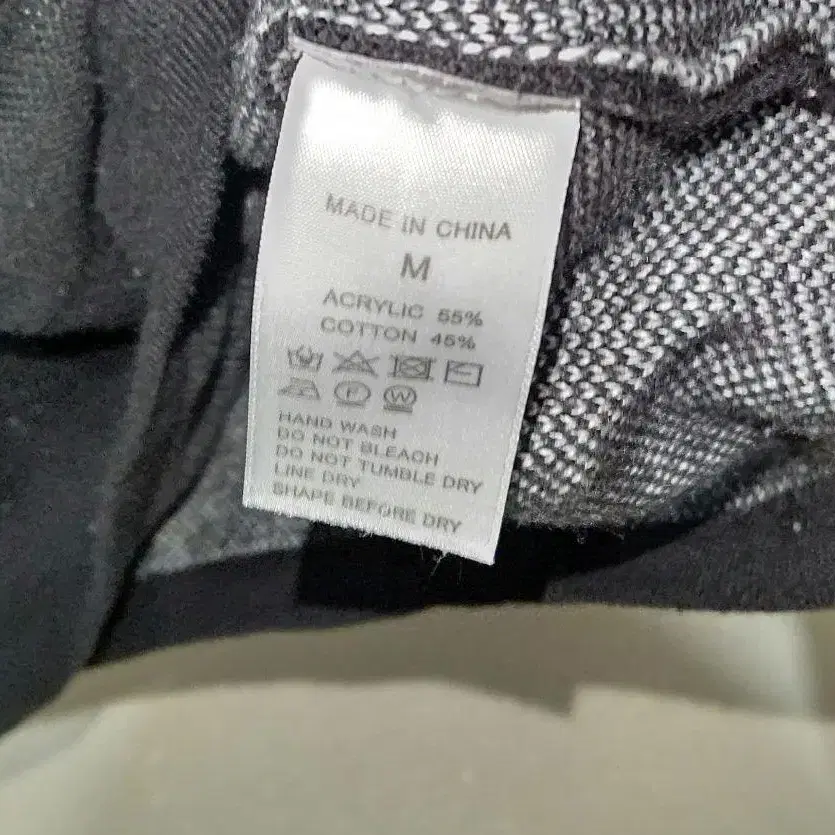 MADE IN CHINA
M
ACRYLIC 55%
COTTON 45%
F W
HAND WASH
DO NOT BLEACH
DO NOT TUMBLE DRY
LINE DRY
SHAPE BEFORE DRY